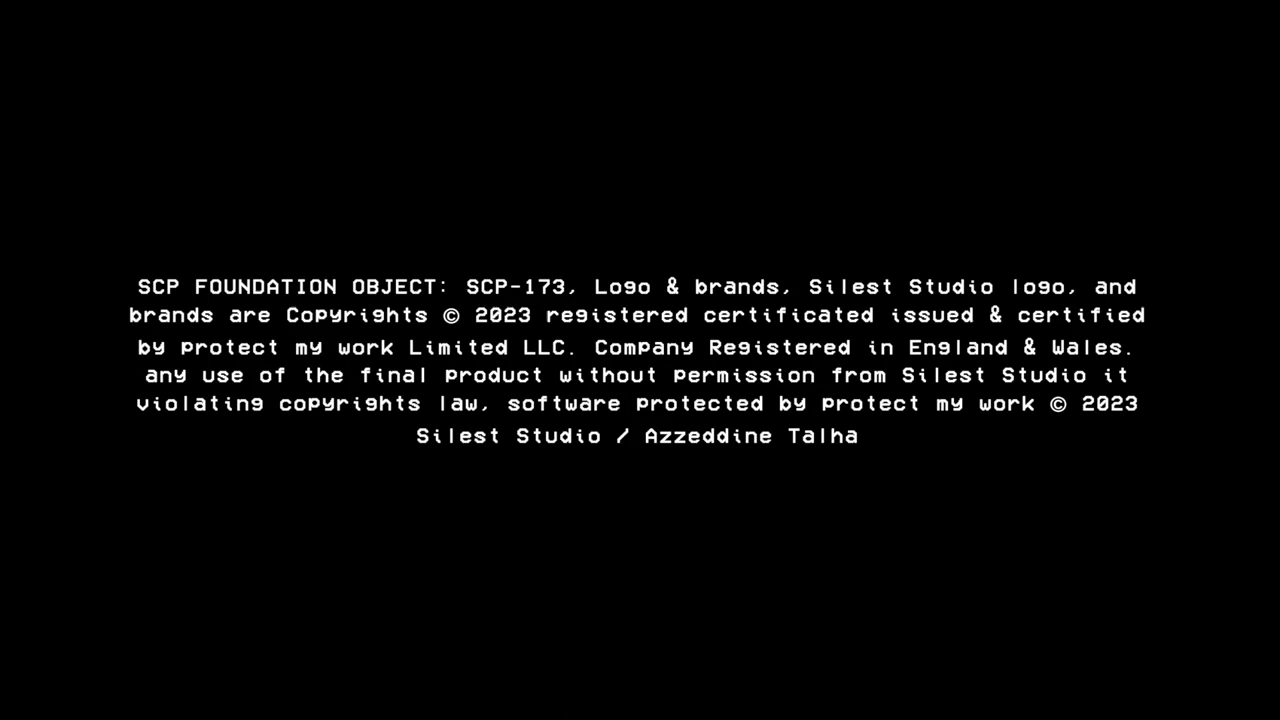 SCP FOUNDATION OBJECT: SCP-173, Logo & brands, Silest Studio logo, and
brands are Copyrights © 2023 registered certificated issued & certified
by protect my work Limited LLC. Company Registered in England & Wales.
any use of the final product without permission from Silest Studio it
violating copyrights law, software protected by protect my work © 2023
Silest Studio / Azzeddine Talha